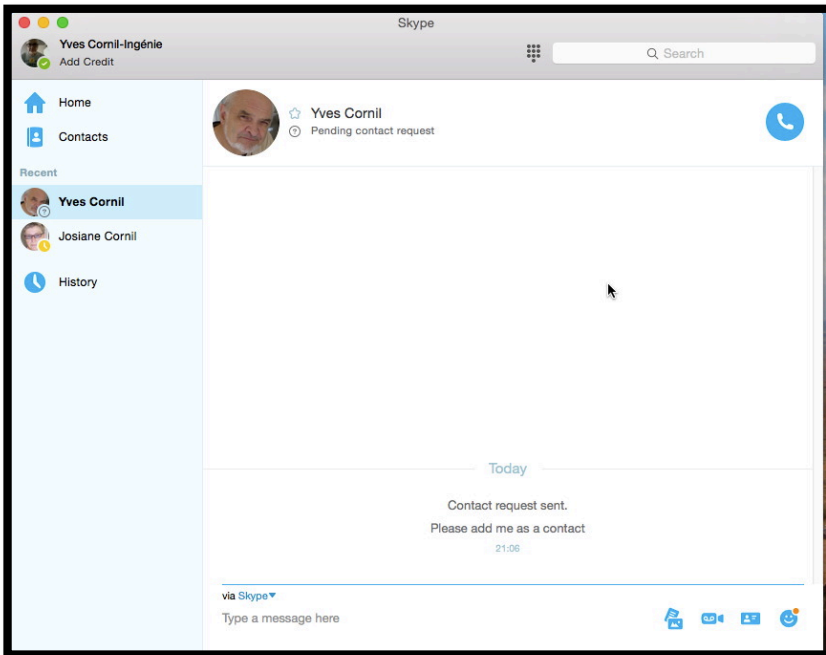 Skype
Yves Cornil-Ingénie
Add Credit
Search
Home
Contacts
Recent
Yves Cornil
Josiane Cornil
History
Yves Cornil
Pending contact request
Today
Contact request sent.
Please add me as a contact
21:06
via Skype
Type a message here